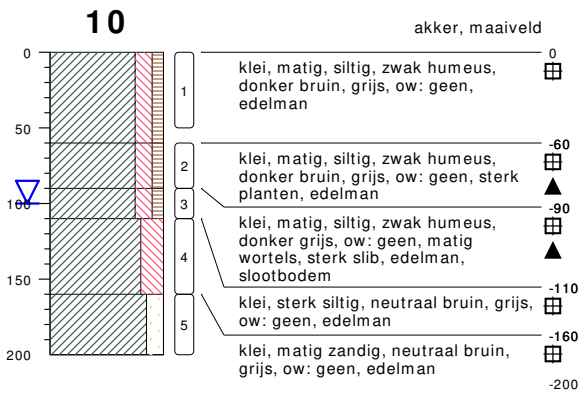 10
akker, maaiveld
0
50
100
150
200
1
2
3
4
5
0
klei, matig, siltig, zwak humeus,
donker bruin, grijs, ow: geen,
edelman
-60
klei, matig, siltig, zwak humeus,
donker bruin, grijs, ow: geen, sterk
planten, edelman
-90
klei, matig, siltig, zwak humeus,
donker grijs, ow: geen, matig
wortels, sterk slib, edelman,
slootbodem
-110
klei, sterk siltig, neutraal bruin, grijs,
ow: geen, edelman
-160
klei, matig zandig, neutraal bruin,
grijs, ow: geen, edelman
-200